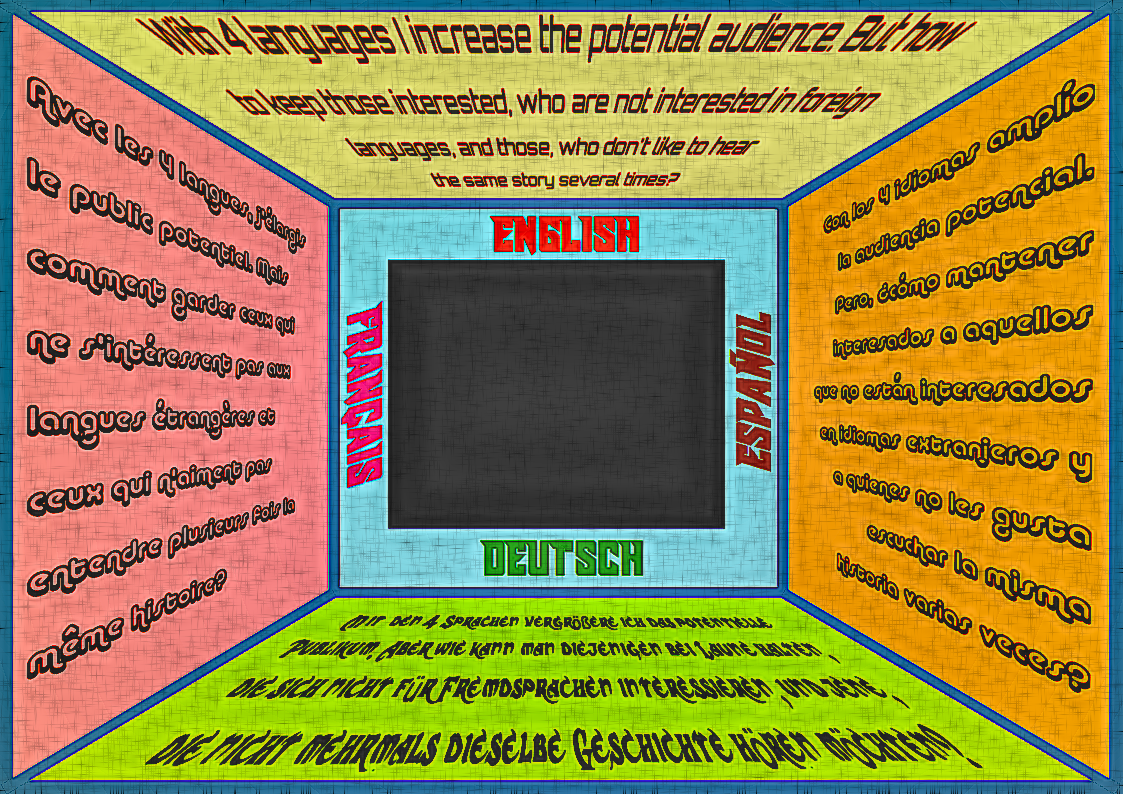 With 4 languages I increase the potential audience. But how
to keep those interested, who are not interested in foreign
languages, and those, who don't like to hear
the same story several times?
Avec les 4 langues, j'élargis
le public potentiel. Mais
comment garder ceux qui
ne s'intéressent pas aux
langues étrangères et
ceux qui n'aiment pas
entendre plusieurs fois la
même histoire?
ENGLISH
FRANÇAIS
ESPAÑOL
DEUTSCH
Con los 4 idiomas amplío
la audiencia potencial.
Pero, ¿cómo mantener
interesados a aquellos
que no están interesados
en idiomas extranjeros y
a quienes no les gusta
escuchar la misma
historia varias veces?
Mit den 4 Sprachen vergrößere ich das potentielle
Publikum. Aber wie kann man diejenigen bei Laune halten,
die sich nicht für Fremdsprachen interessieren, und jene,
die nicht mehrmals dieselbe Geschichte hören möchten?